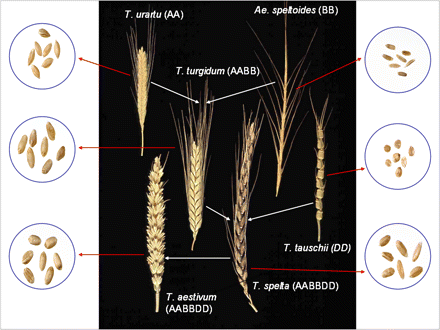 T. urartu (AA)
Ae. speltoides (BB)
T. turgidum (AABB)
T. tauschii (DD)
T. aestivum
(AABBDD)
T. spelta (AABBDD)